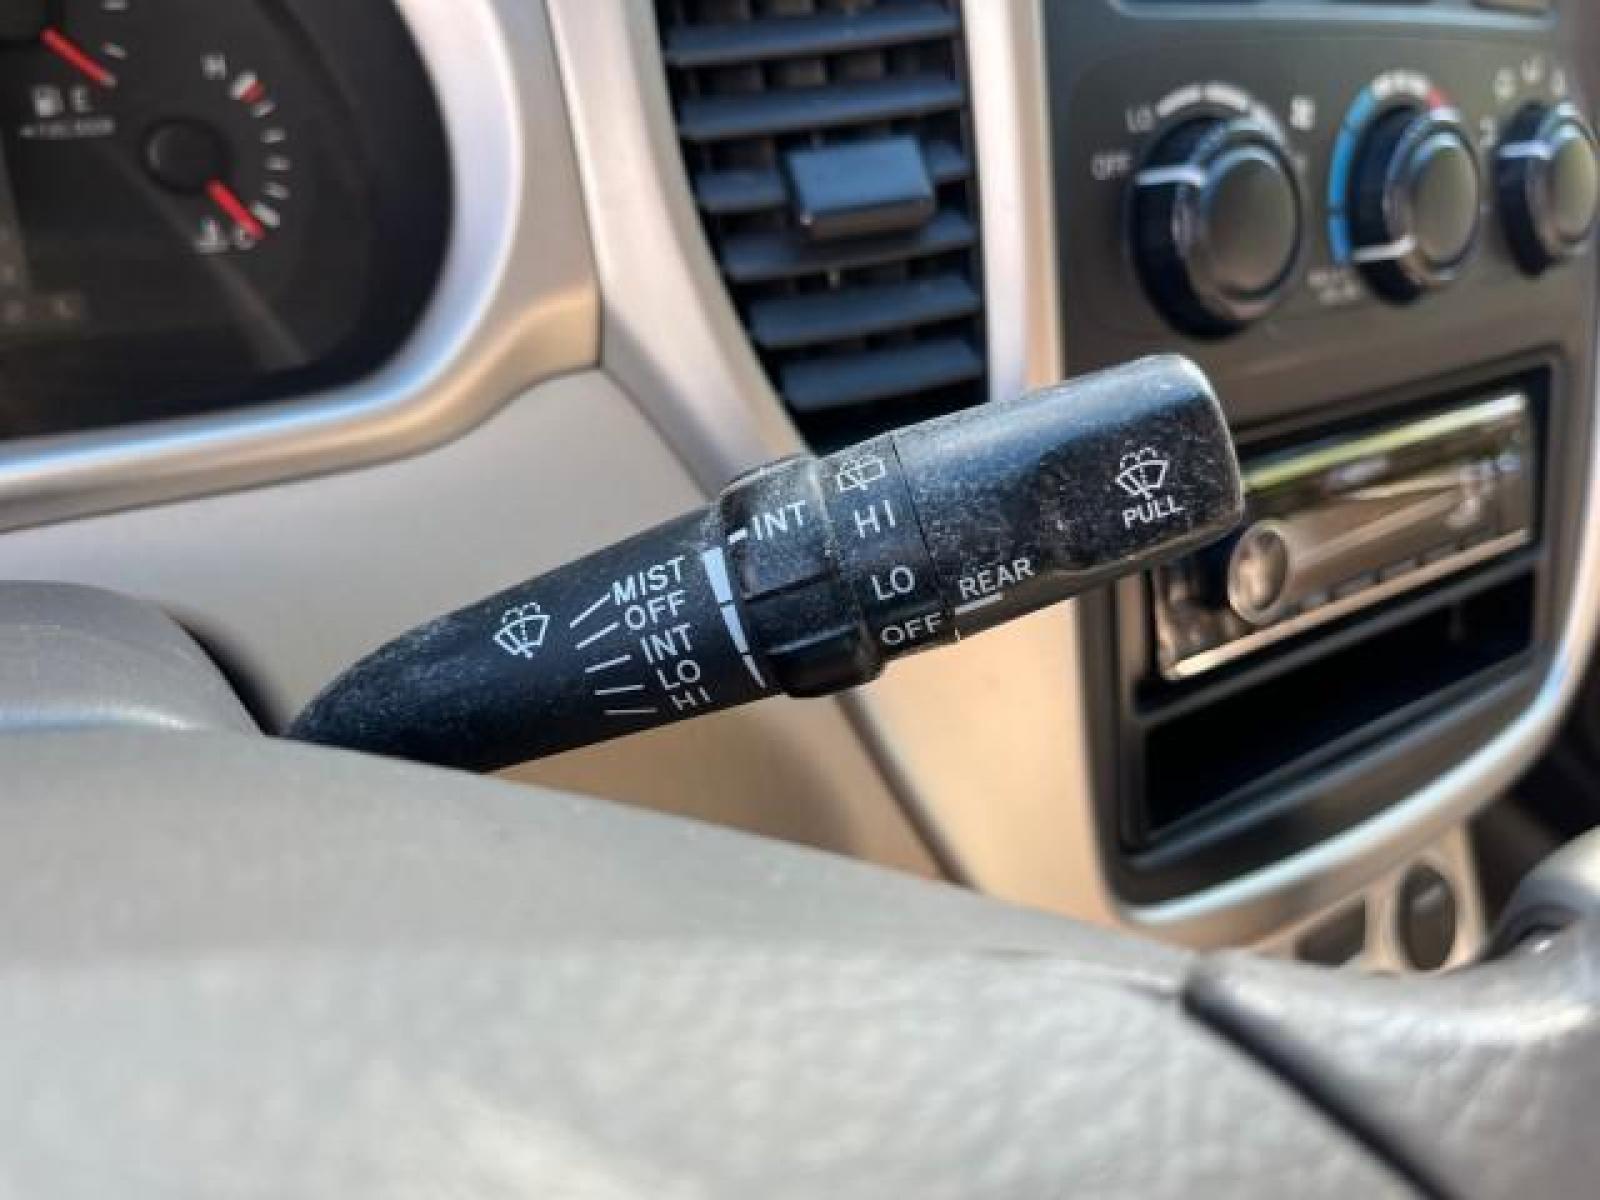 E
H
C
LO
OFF
INT
MIST
OFF
INT
LO
HI
HI
LO
OFF
REAR
PULL